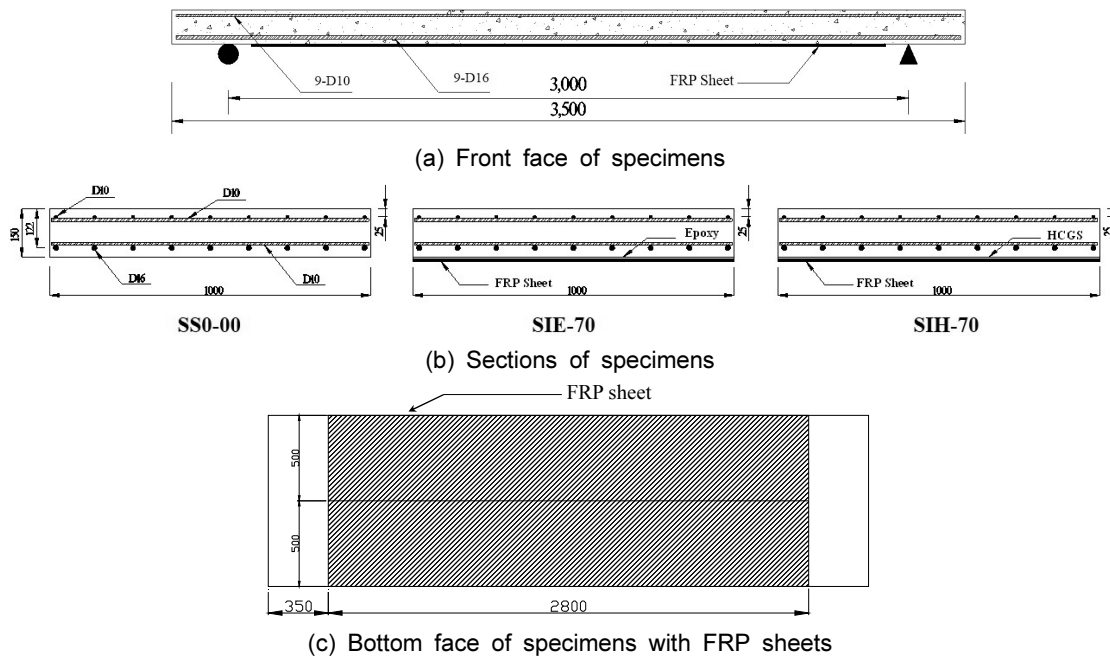 9-D10
9-D16
FRP Sheet
3,000
3,500
(a) Front face of specimens
D10
D10
150
122
25
D16
D10
1000
Epoxy
FRP Sheet
25
1000
HCGS
FRP Sheet
25
1000
SS0-00
SIE-70
SIH-70
(b) Sections of specimens
FRP sheet
500
500
350
2800
(c) Bottom face of specimens with FRP sheets